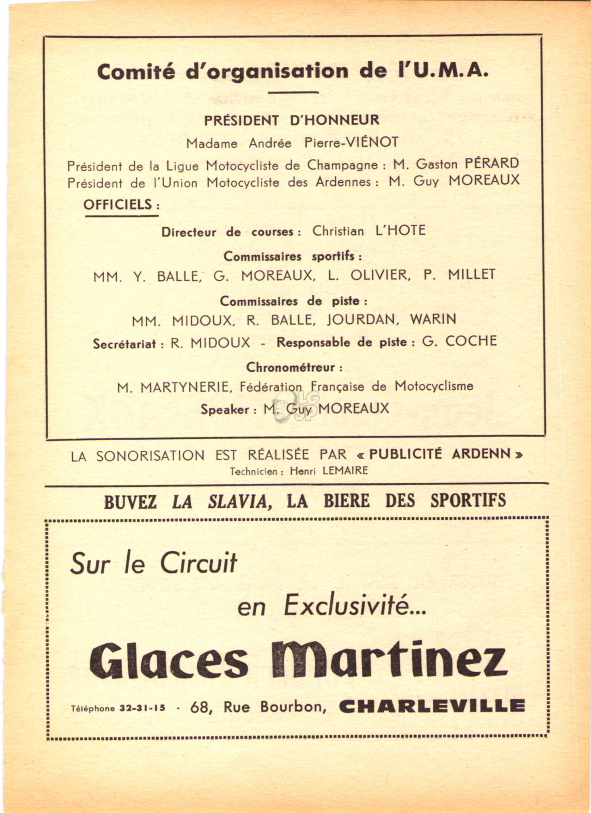 Comité d'organisation de l'U.M.A.
PRÉSIDENT D'HONNEUR
Madame Andrée Pierre-VIÉNOT
Président de la Ligue Motocycliste de Champagne : M. Gaston PÉRARD
Président de l'Union Motocycliste des Ardennes : M. Guy MOREAUX
OFFICIELS :
Directeur de courses : Christian L'HOTE
Commissaires sportifs :
MM. Y. BALLE, G. MOREAUX, L. OLIVIER, P. MILLET
Commissaires de piste :
MM. MIDOUX, R. BALLE, JOURDAN, WARIN
Secrétariat : R. MIDOUX - Responsable de piste : G. COCHE
Chronométreur :
M. MARTYNERIE, Fédération Française de Motocyclisme
Speaker : M. Guy MOREAUX
LA SONORISATION EST RÉALISÉE PAR « PUBLICITÉ ARDENN »
Technicien : Henri LEMAIRE
BUVEZ LA SLAVIA, LA BIERE DES SPORTIFS
Sur le Circuit
en Exclusivité...
Glaces Martinez
Téléphone 32-31-15 - 68, Rue Bourbon, CHARLEVILLE